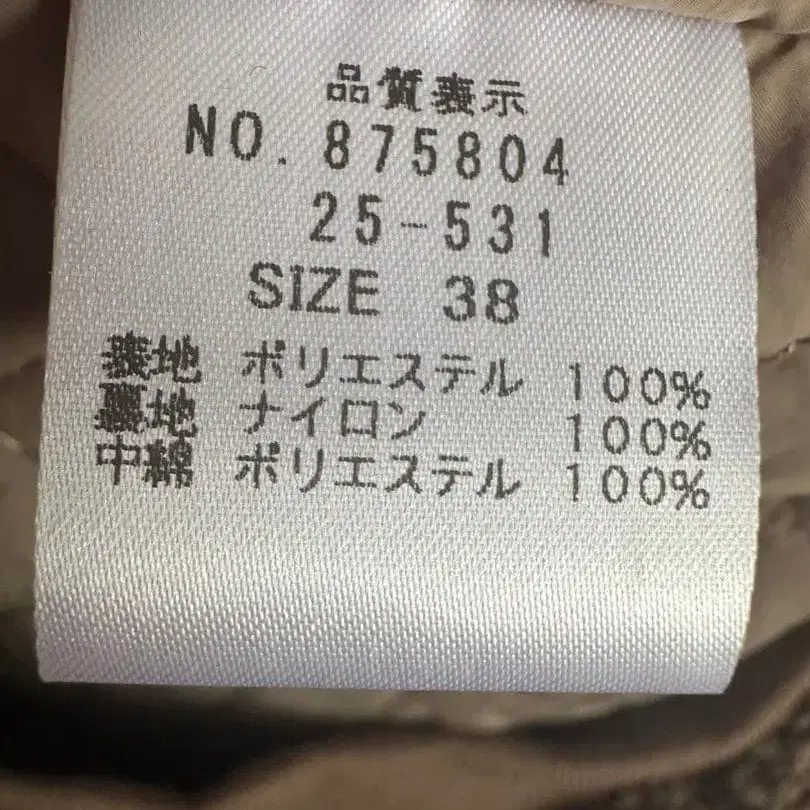 品質表示
NO. 875804
25-531
SIZE 38
表地 ポリエステル 100%
裏地 ナイロン 100%
中綿 ポリエステル 100%